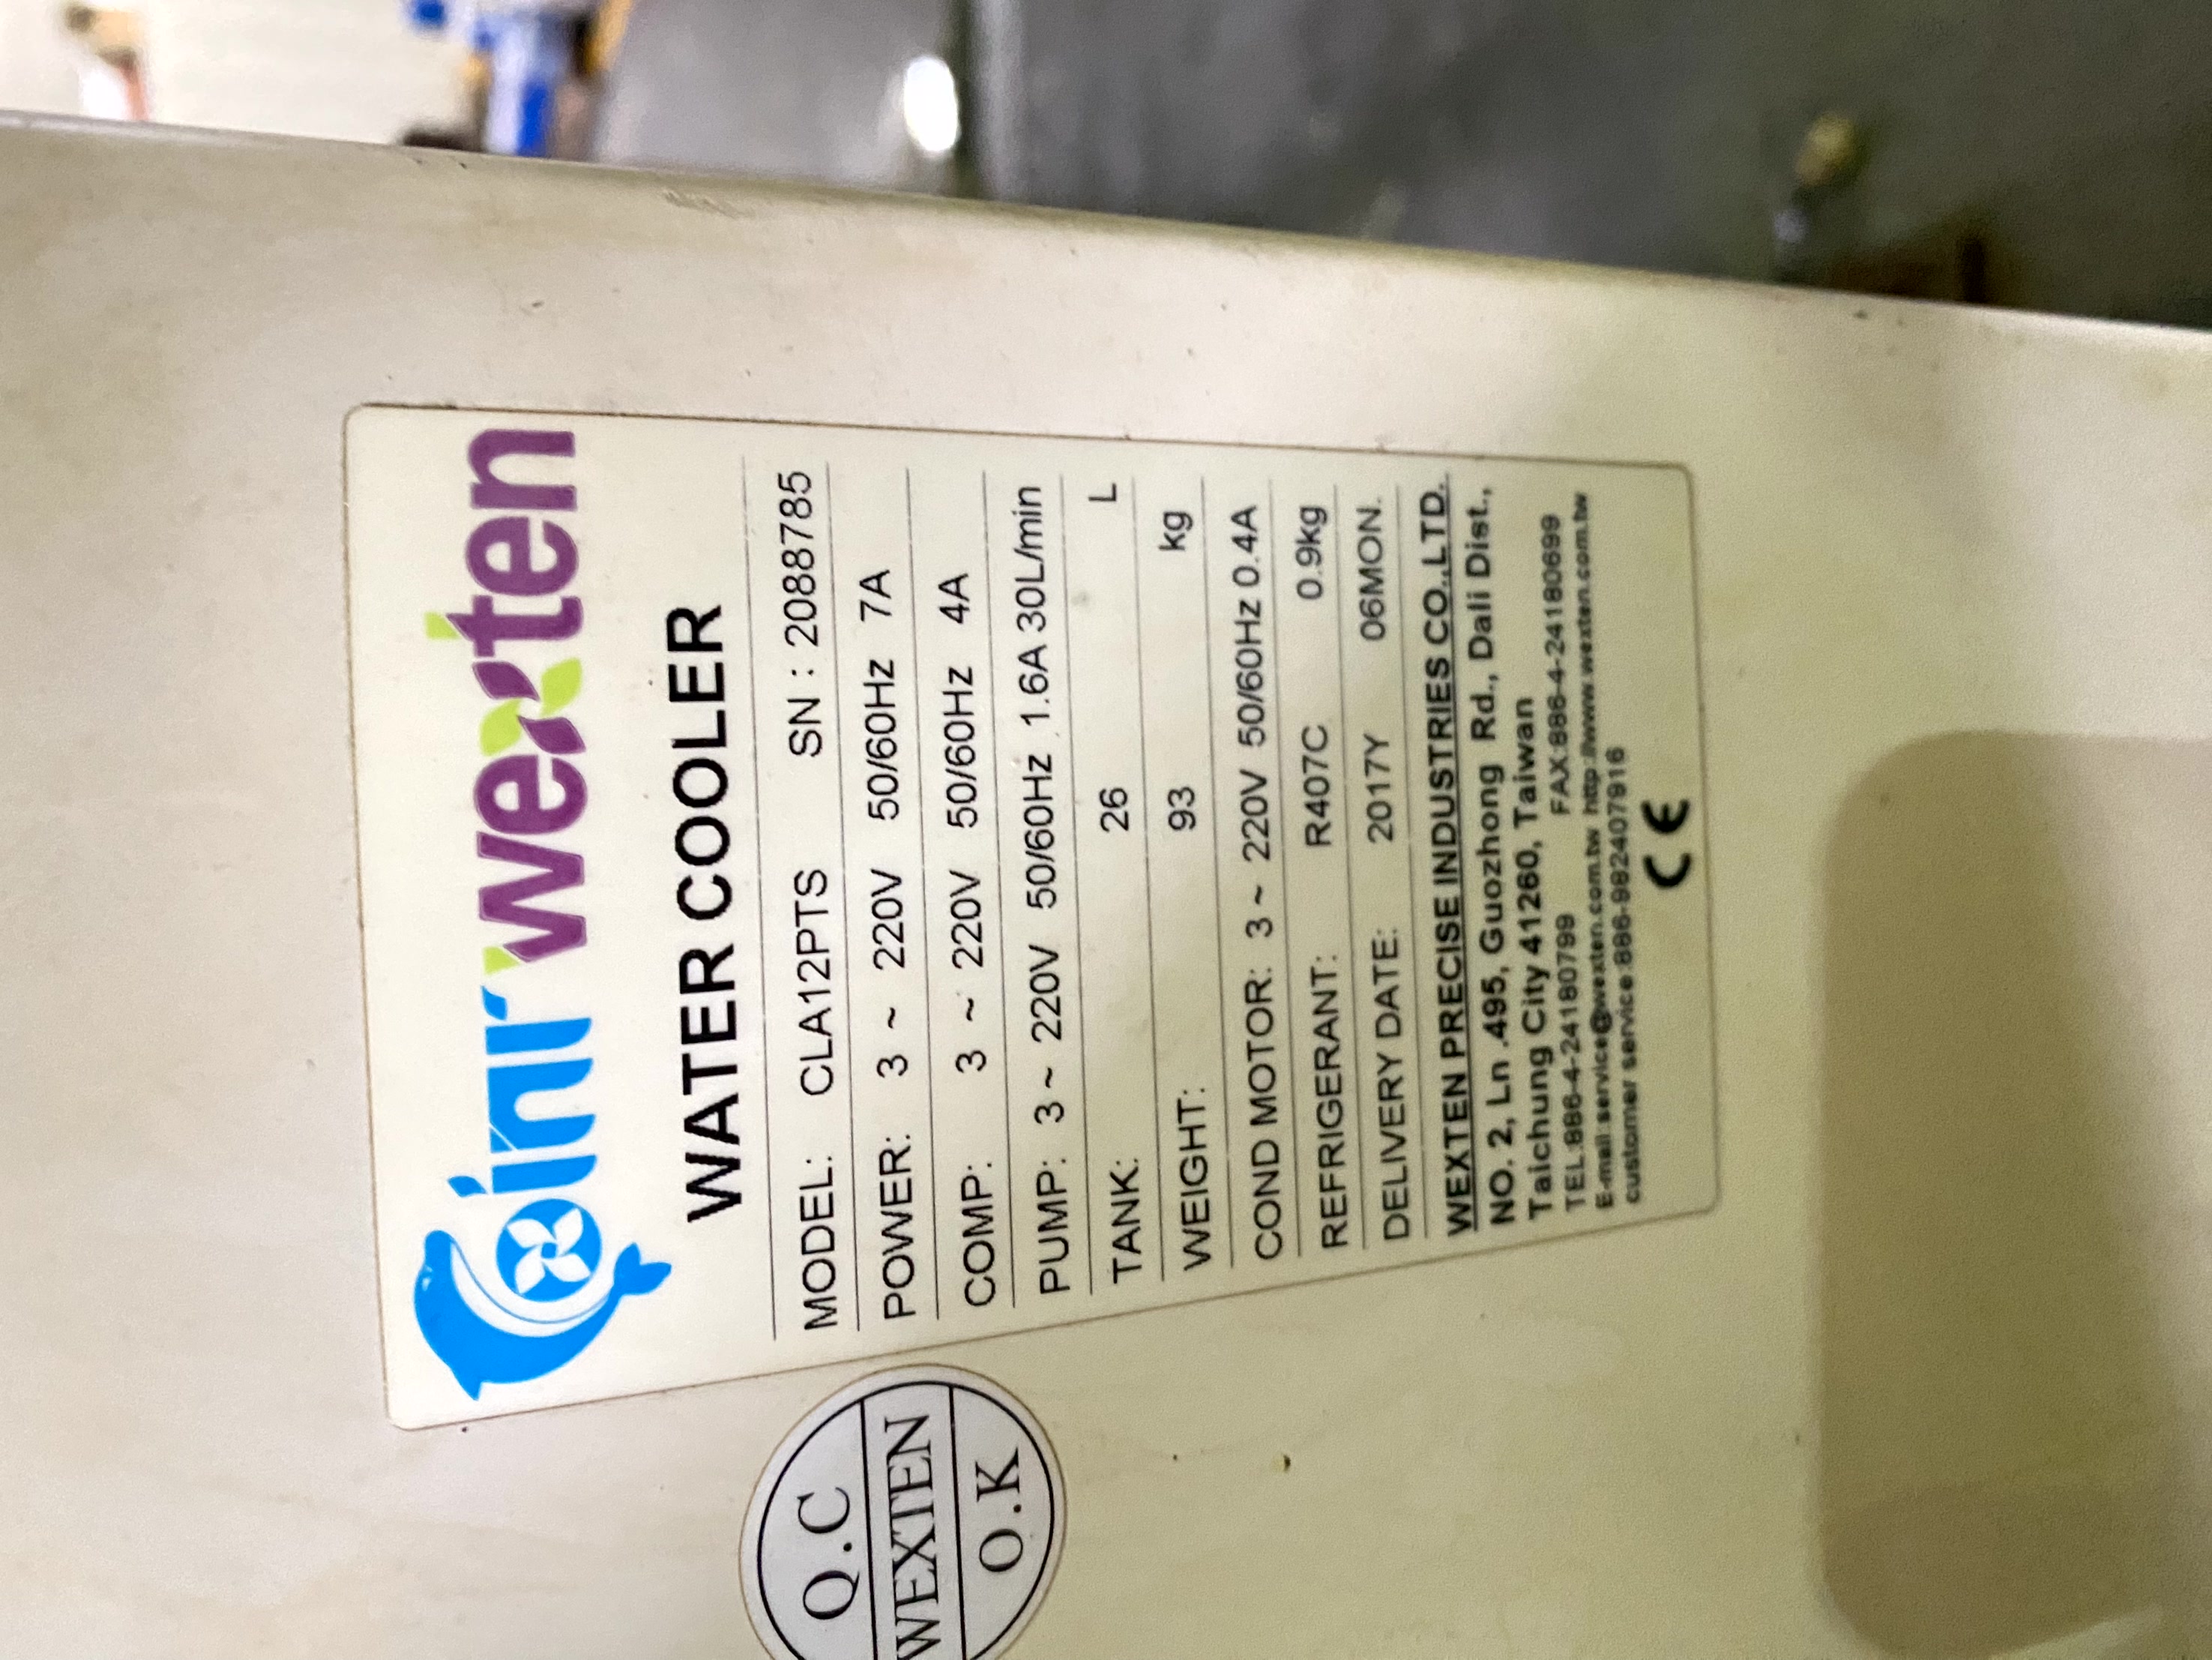 Coinr wexten
WATER COOLER
MODEL: CLA12PTS SN : 2088785
POWER: 3 ~ 220V 50/60Hz 7A
COMP: 3 ~ 220V 50/60Hz 4A
PUMP: 3 ~ 220V 50/60Hz 1.6A 30L/min
TANK: 26 L
WEIGHT: 93 kg
COND MOTOR: 3 ~ 220V 50/60Hz 0.4A
REFRIGERANT: R407C 0.9kg
DELIVERY DATE: 2017Y 06MON.
WEXTEN PRECISE INDUSTRIES CO.,LTD.
NO. 2, Ln .495, Guozhong Rd., Dali Dist.,
Taichung City 41260, Taiwan
TEL:886-4-24180799 FAX:886-4-24180699
E-mail:service@wexten.com.tw http://www.wexten.com.tw
customer service:886-982407916
CE
Q.C
WEXTEN
O.K